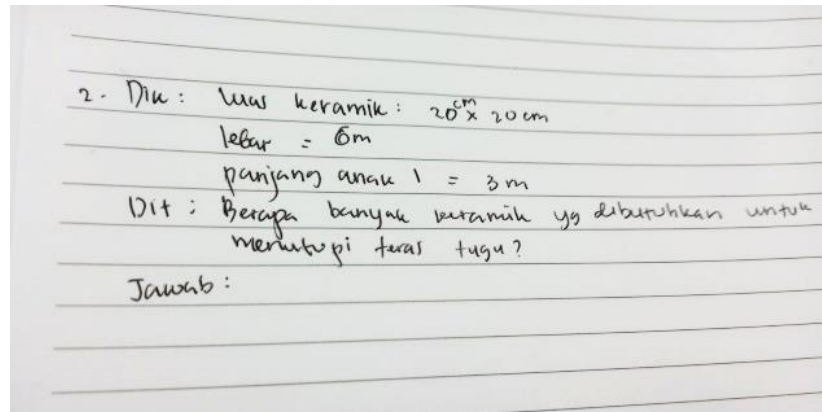 2. Dik : luas keramik : 20cm x 20 cm
lebar = 6m
panjang anak 1 = 3 m
Dit : Berapa banyak keramik yg dibutuhkan untuk
menutupi teras tugu?
Jawab :